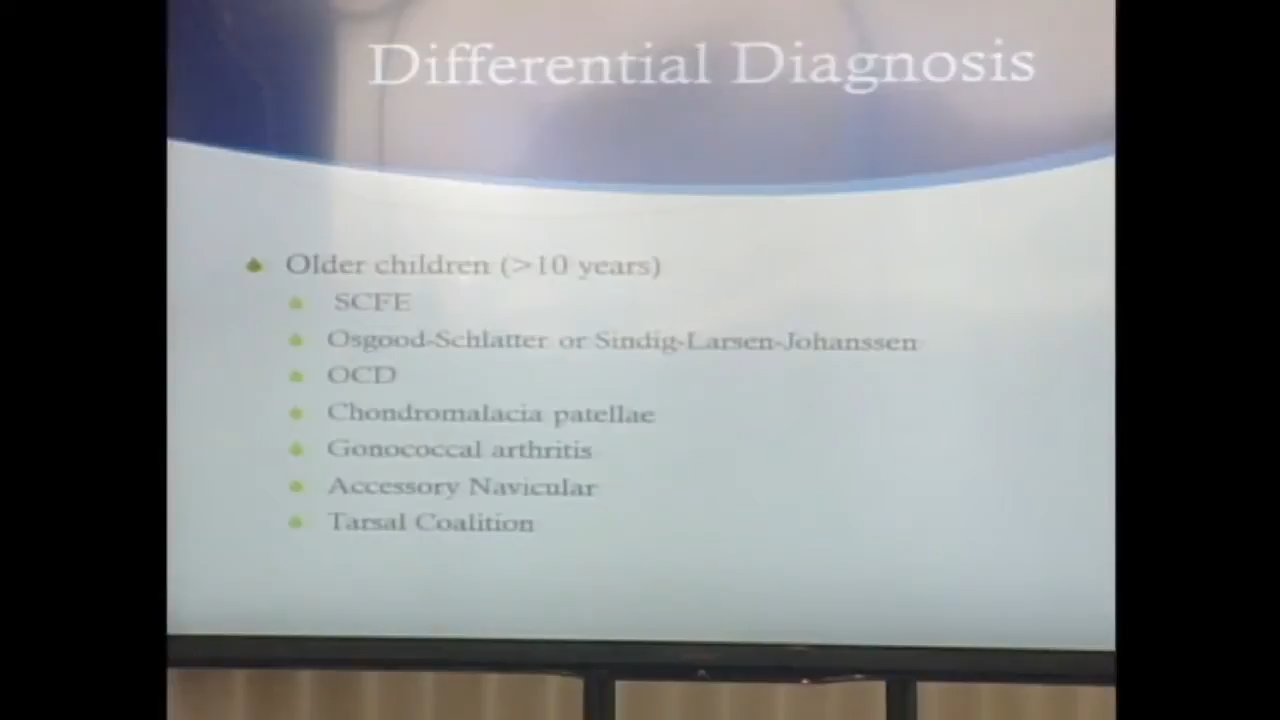 Differential Diagnosis
Older children (>10 years)
SCFE
Osgood-Schlatter or Sindig-Larsen-Johanssen
OCD
Chondromalacia patellae
Gonococcal arthritis
Accessory Navicular
Tarsal Coalition